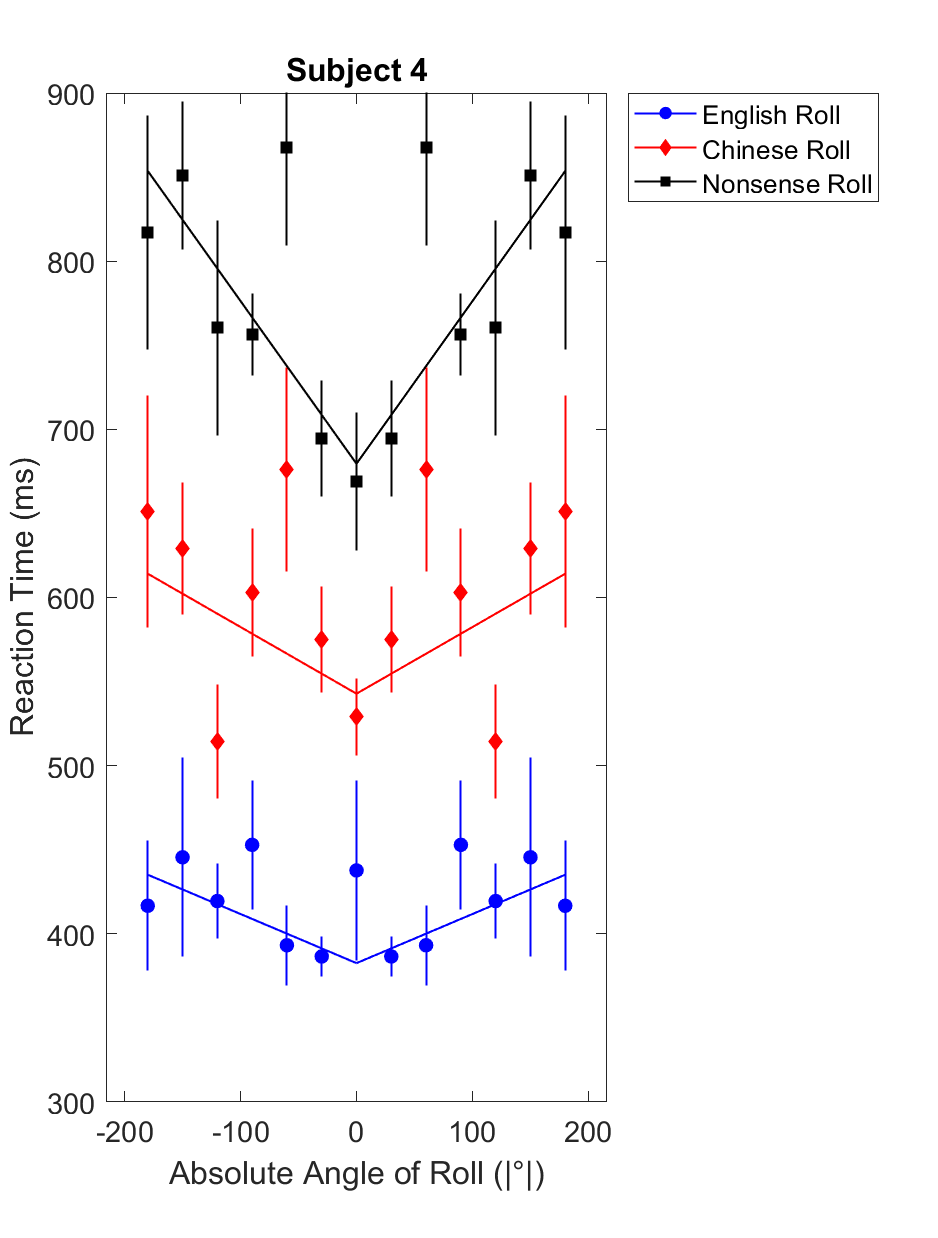 Subject 4
900
800
700
600
500
400
300
-200 -100 0 100 200
Reaction Time (ms)
Absolute Angle of Roll (|°|)
English Roll
Chinese Roll
Nonsense Roll